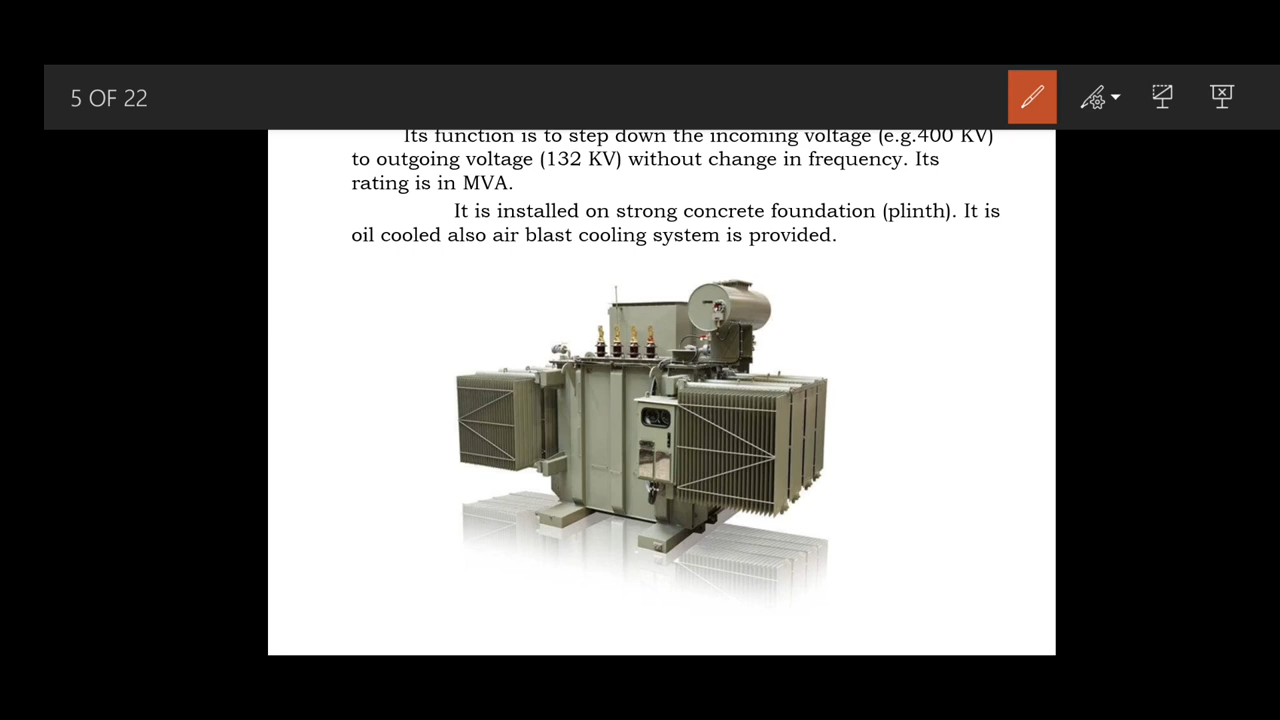 5 OF 22
Its function is to step down the incoming voltage (e.g.400 KV)
to outgoing voltage (132 KV) without change in frequency. Its
rating is in MVA.
It is installed on strong concrete foundation (plinth). It is
oil cooled also air blast cooling system is provided.